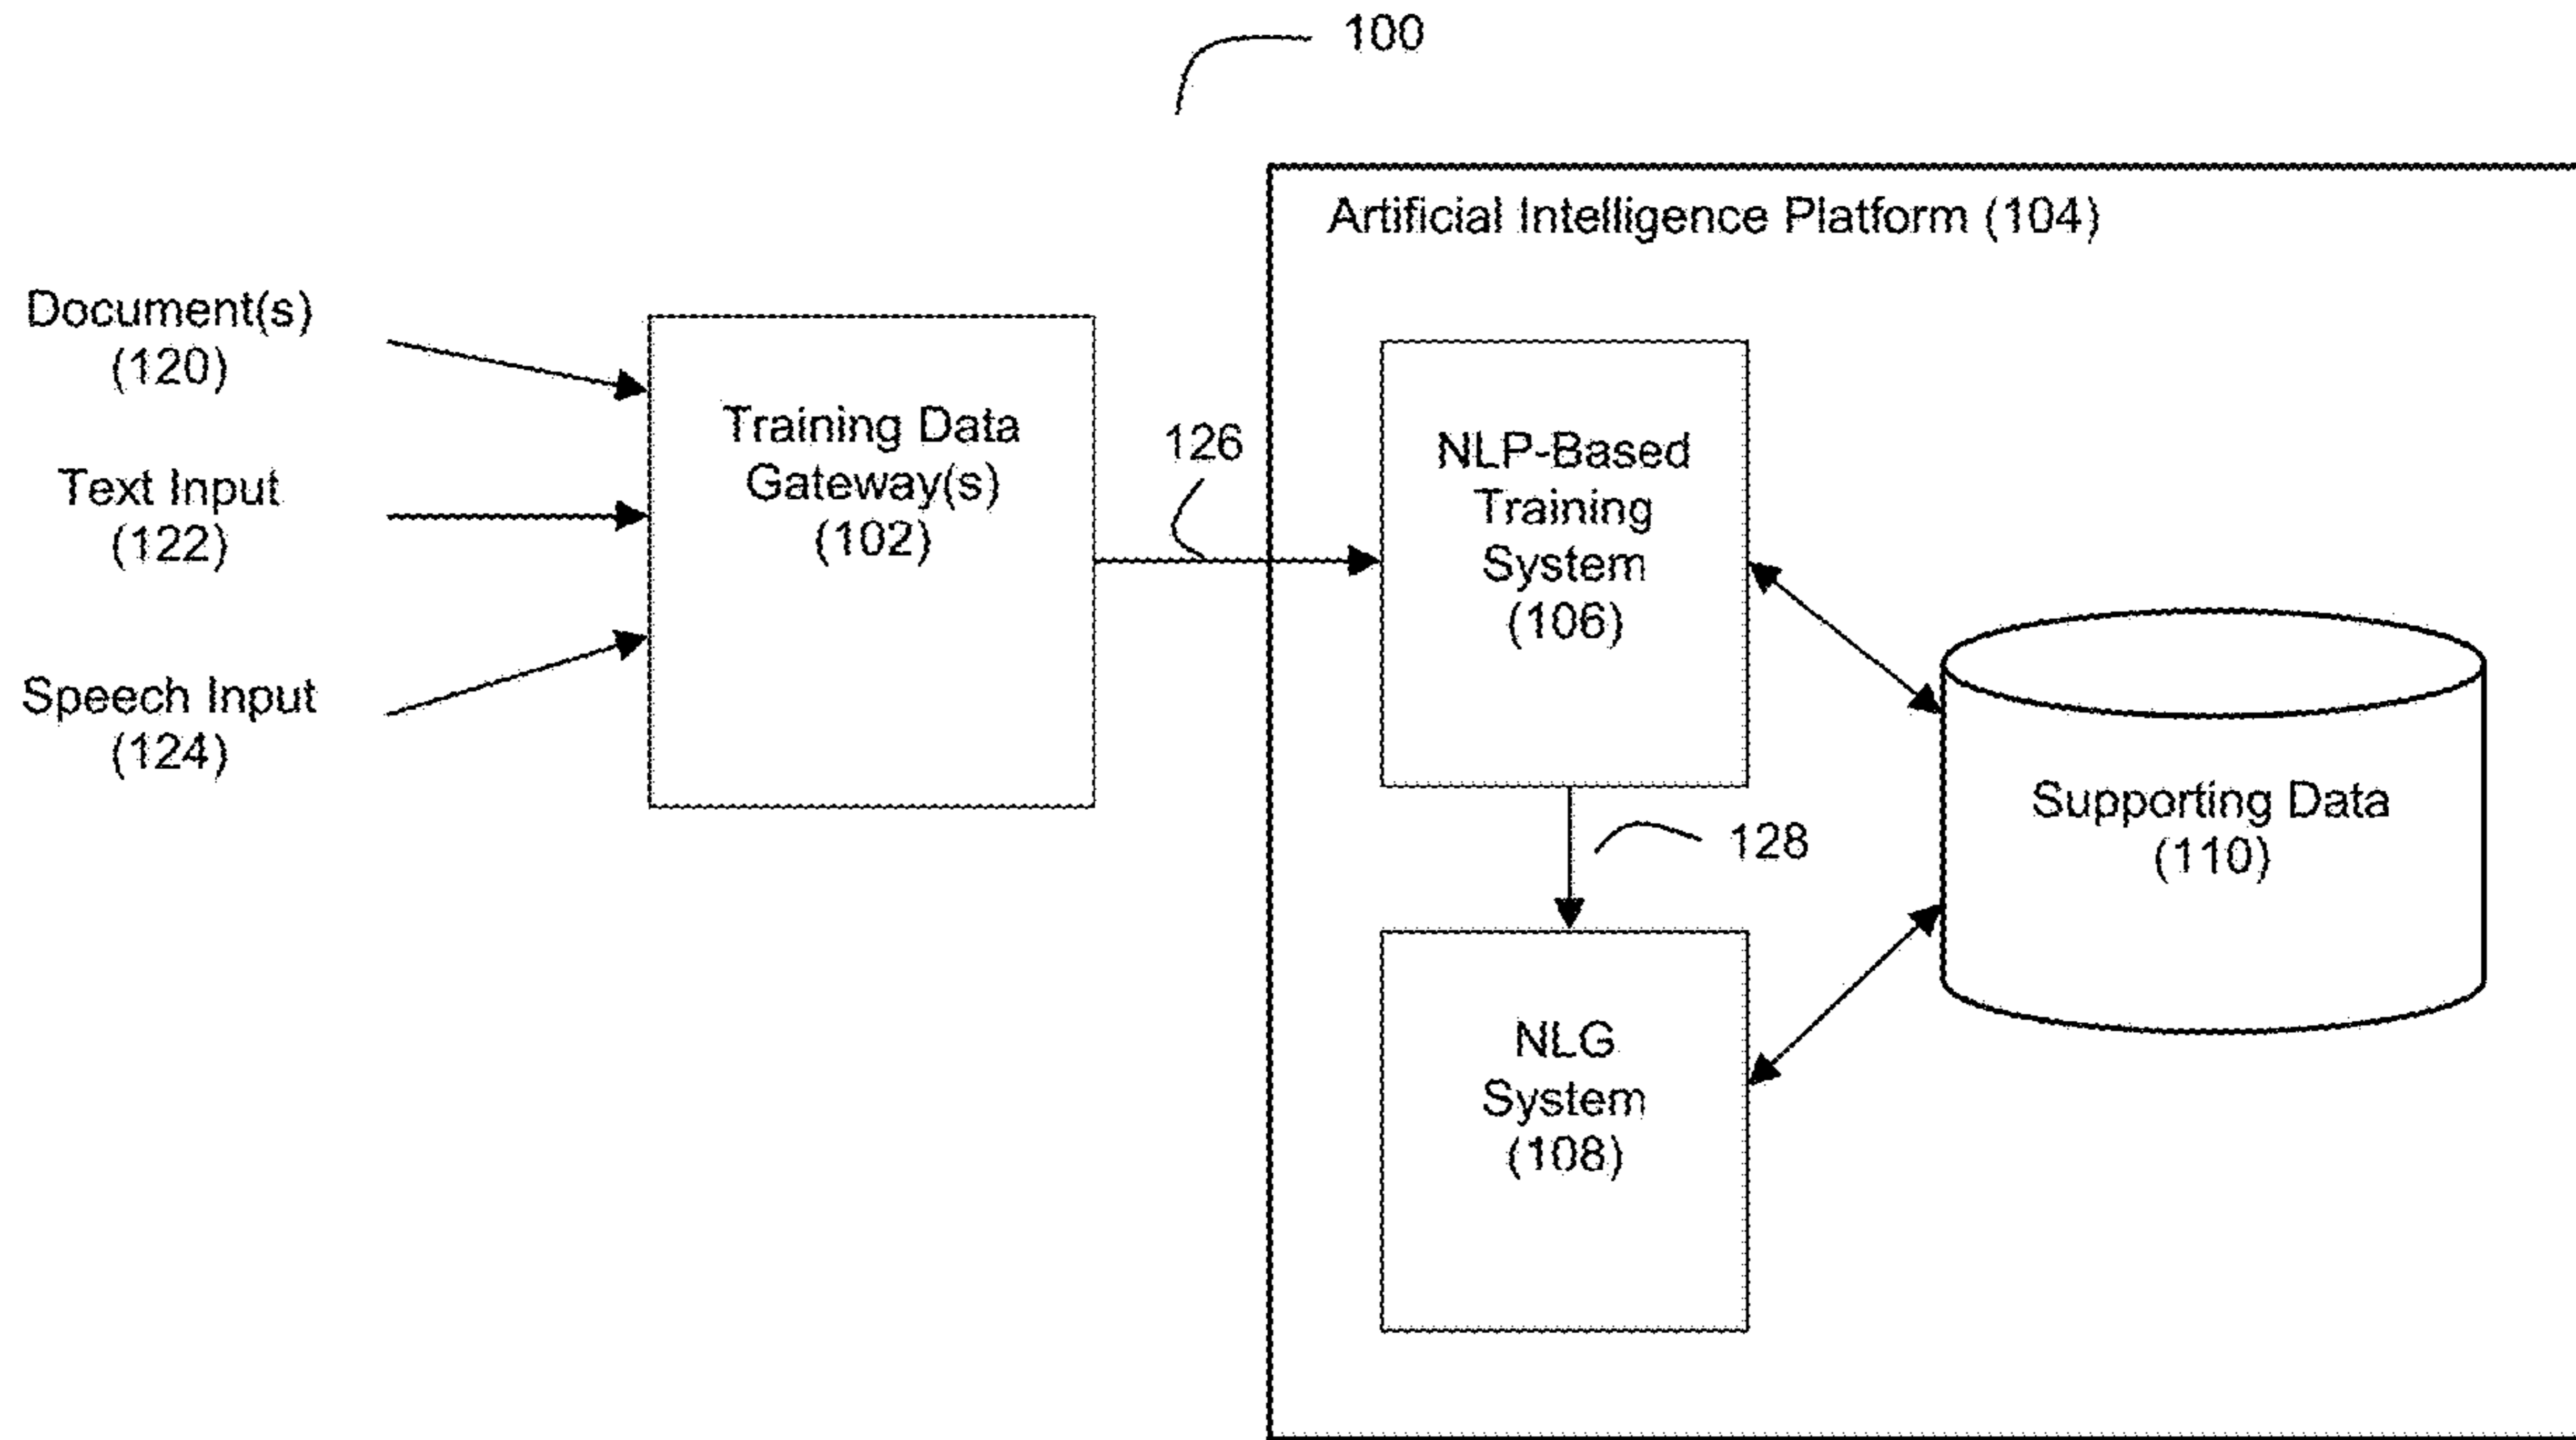 100
Artificial Intelligence Platform (104)
Document(s)
(120)
Text Input
(122)
Speech Input
(124)
Training Data
Gateway(s)
(102)
126
NLP-Based
Training
System
(106)
128
NLG
System
(108)
Supporting Data
(110)